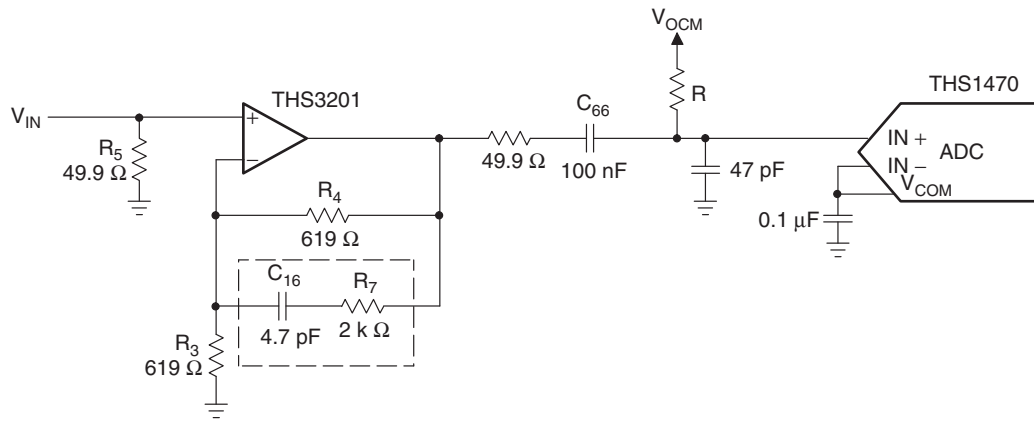 V_OCM
THS3201
THS1470
V_IN
+
−
R
C_66
R_5
49.9 Ω
49.9 Ω
100 nF
47 pF
IN +
IN −
ADC
V_COM
0.1 μF
R_4
619 Ω
C_16
R_7
4.7 pF
2 k Ω
R_3
619 Ω